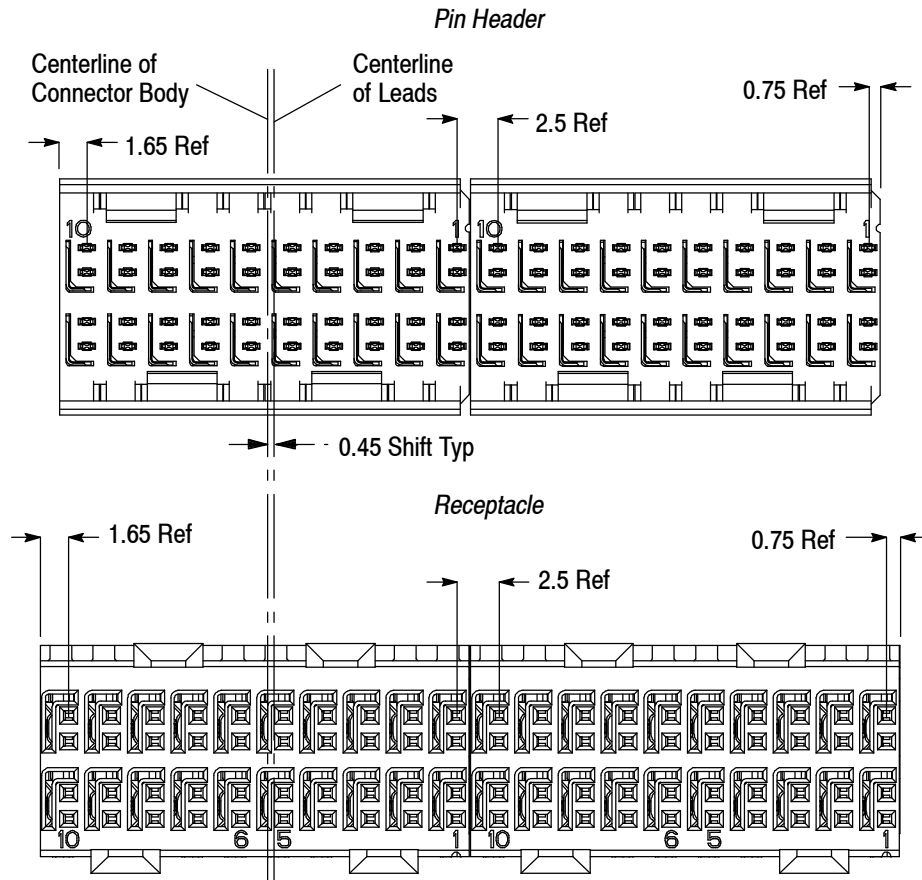 Pin Header
Centerline of
Connector Body
Centerline
of Leads
0.75 Ref
1.65 Ref
2.5 Ref
10
1
10
1
0.45 Shift Typ
Receptacle
1.65 Ref
0.75 Ref
2.5 Ref
10
6
5
1
10
6
5
1